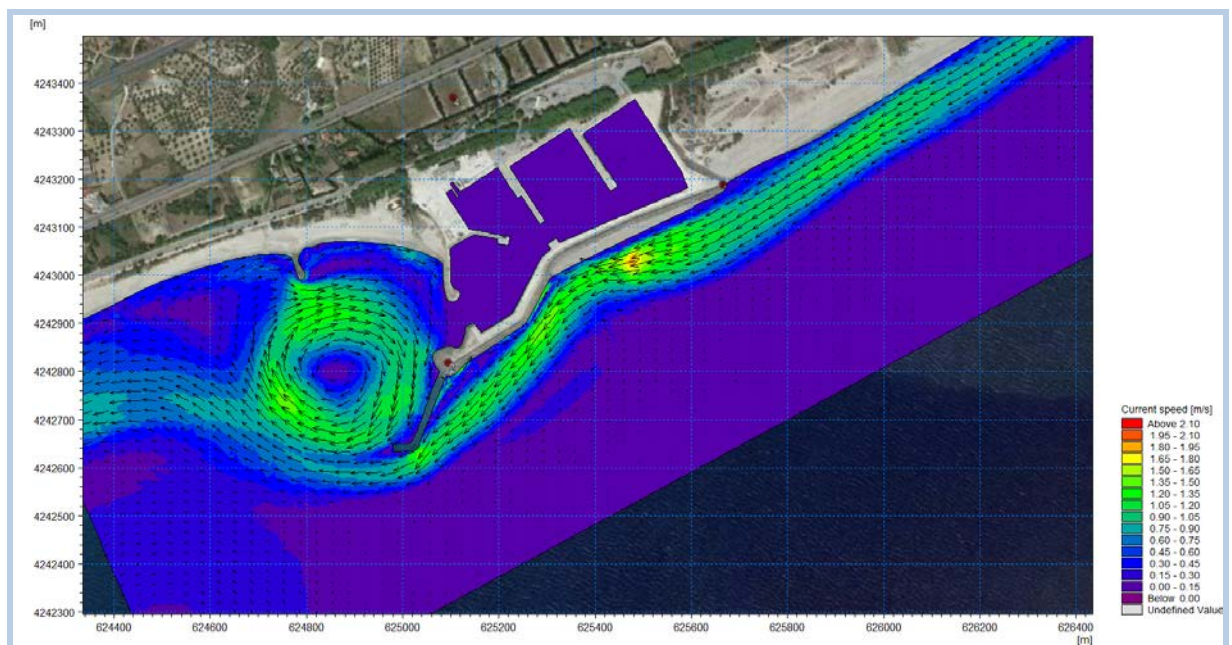 [m]
4243400
4243300
4243200
4243100
4243000
4242900
4242800
4242700
4242600
4242500
4242400
4242300
624400 624600 624800 625000 625200 625400 625600 625800 626000 626200 626400
[m]
Current speed [m/s]
Above 2.10
1.95 - 2.10
1.80 - 1.95
1.65 - 1.80
1.50 - 1.65
1.35 - 1.50
1.20 - 1.35
1.05 - 1.20
0.90 - 1.05
0.75 - 0.90
0.60 - 0.75
0.45 - 0.60
0.30 - 0.45
0.15 - 0.30
0.00 - 0.15
Below 0.00
Undefined Value